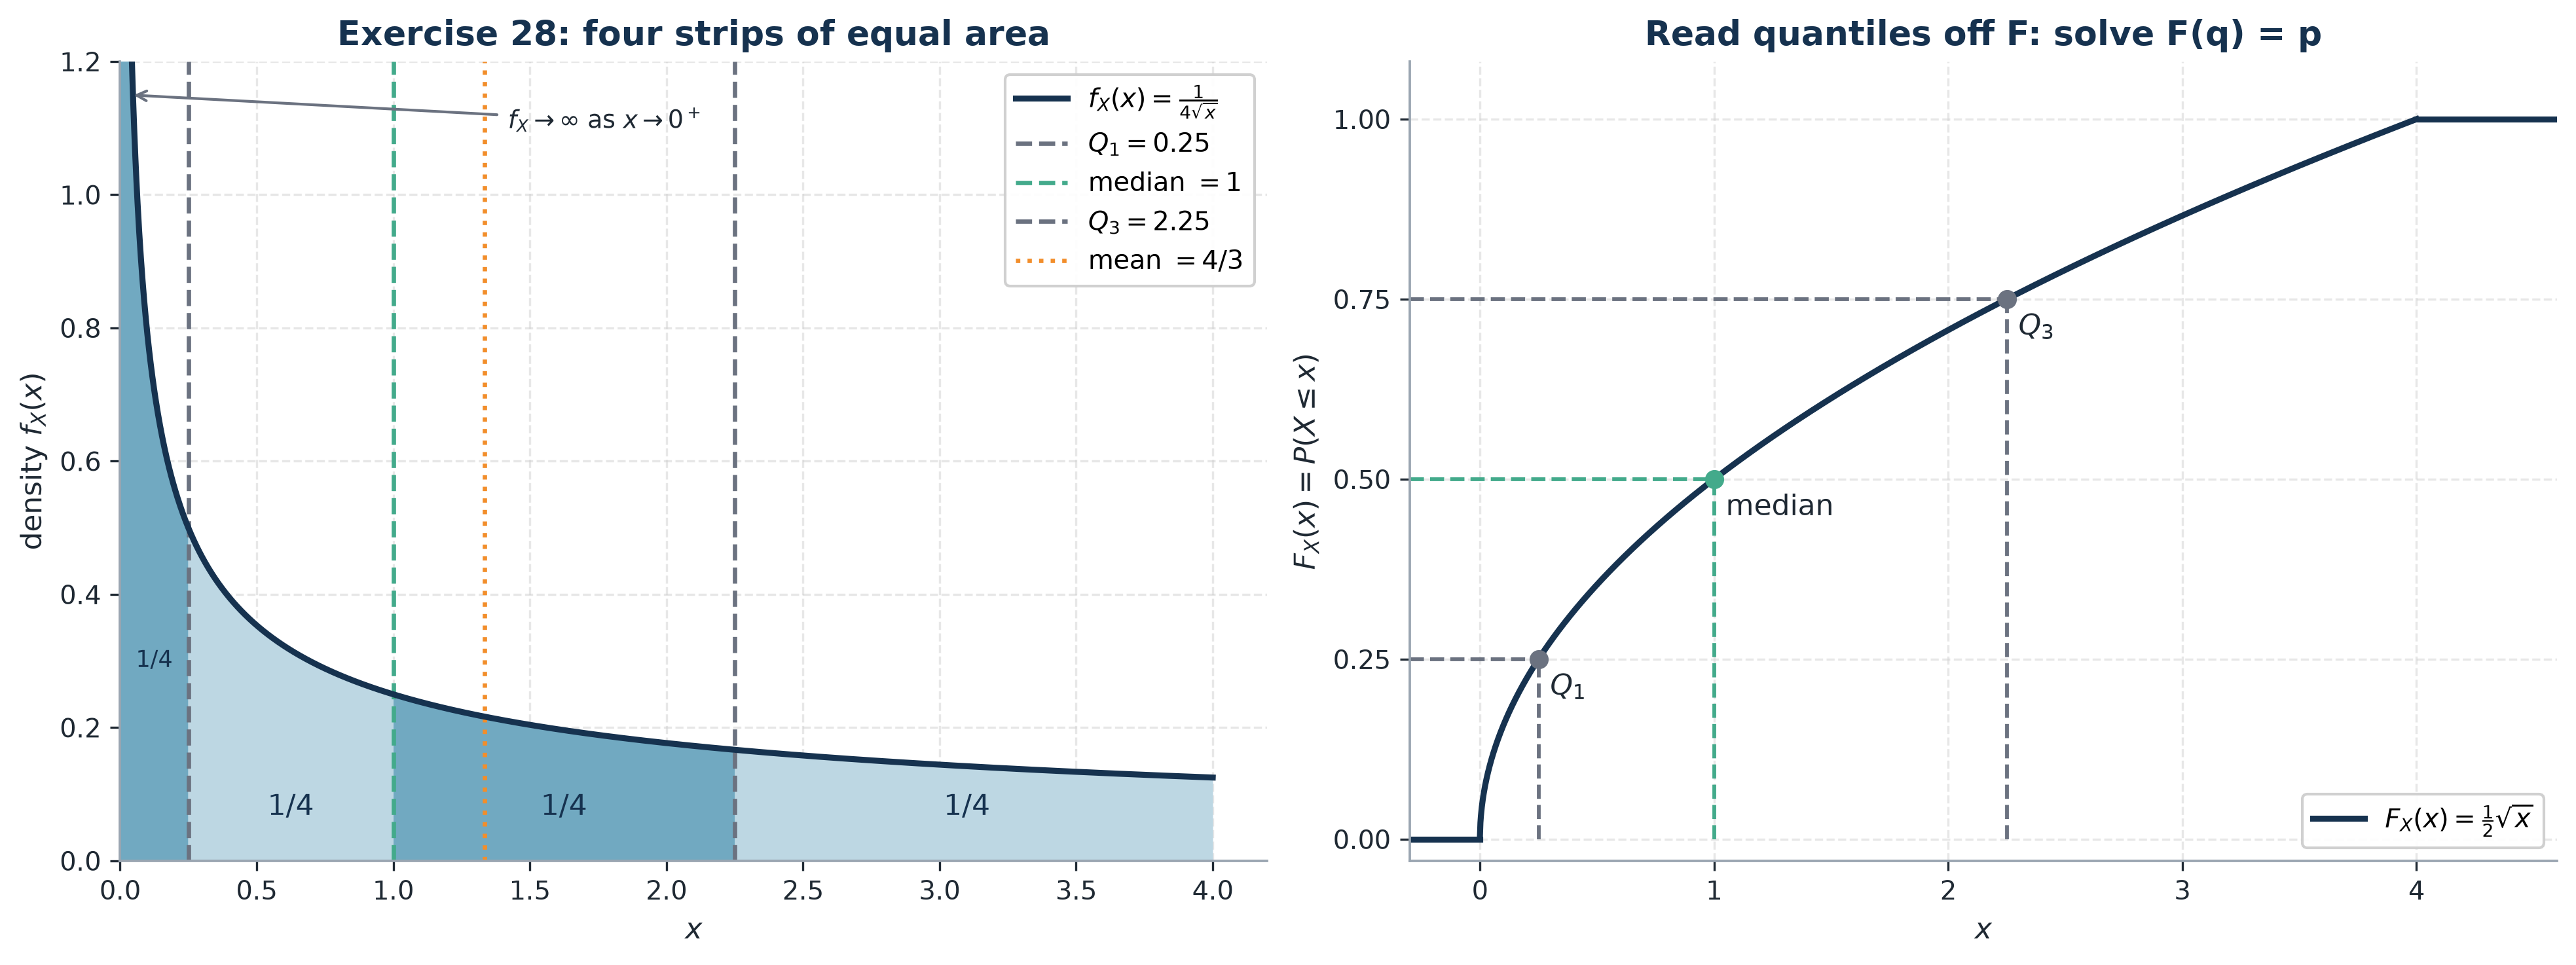 Exercise 28: four strips of equal area
density f_X(x)
1.2
1.0
0.8
0.6
0.4
0.2
0.0
f_X → ∞ as x → 0⁺
f_X(x) = 1/(4√x)
Q₁ = 0.25
median = 1
Q₃ = 2.25
mean = 4/3
1/4
1/4
1/4
1/4
0.0 0.5 1.0 1.5 2.0 2.5 3.0 3.5 4.0
x
Read quantiles off F: solve F(q) = p
F_X(x) = P(X ≤ x)
1.00
0.75
0.50
0.25
0.00
Q₃
median
Q₁
F_X(x) = ½√x
0 1 2 3 4
x